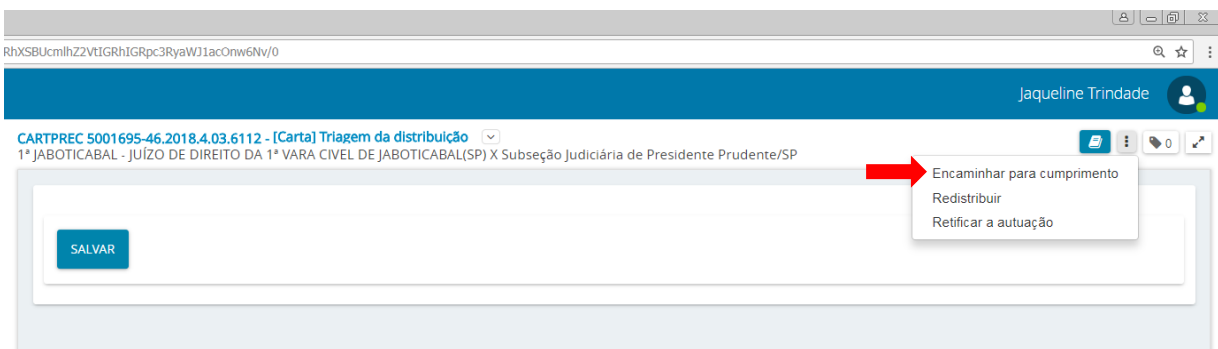 RhXSBUcmlhZ2VtIGRhIGRpc3RyaWJ1acOnw6Nv/0
Jaqueline Trindade
CARTPREC 5001695-46.2018.4.03.6112 - [Carta] Triagem da distribuição
1ª JABOTICABAL - JUÍZO DE DIREITO DA 1ª VARA CIVEL DE JABOTICABAL(SP) X Subseção Judiciária de Presidente Prudente/SP
0
Encaminhar para cumprimento
Redistribuir
Retificar a autuação
SALVAR